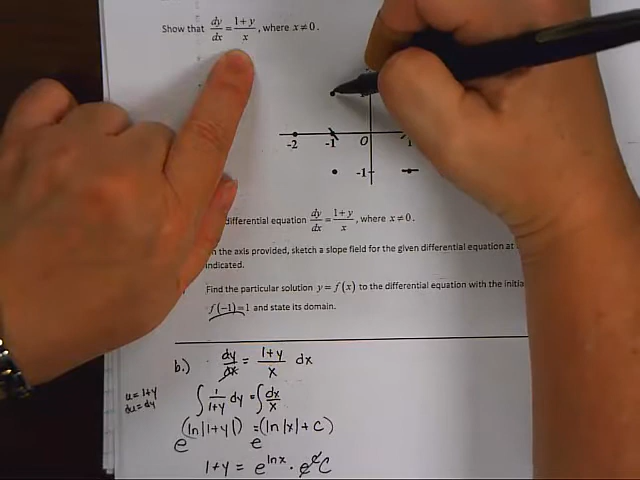 Show that dy/dx = 1+y/x, where x≠0.
-2 -1 O 1
-1
differential equation dy/dx = 1+y/x, where x≠0.
n the axis provided, sketch a slope field for the given differential equation at
indicated.
Find the particular solution y = f(x) to the differential equation with the initia
f(-1)=1 and state its domain.
b.) dy/dx = 1+y/x dx
u = 1+y
du = dy
∫ 1/1+y dy = ∫ dx/x
e^(ln|1+y|) = e^(ln|x|+C)
1+y = e^lnx · e^c C